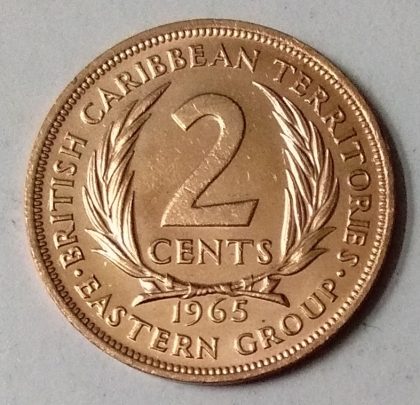 BRITISH CARIBBEAN TERRITORIES
2
CENTS
1965
· EASTERN GROUP ·